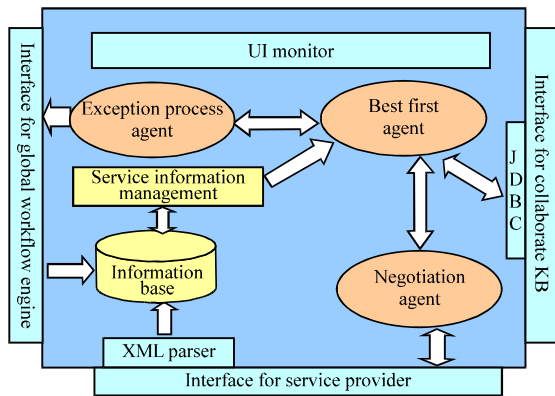 UI monitor
Interface for global workflow engine
Exception process
agent
Best first
agent
Interface for collaborate KB
J
D
B
C
Service information
management
Information
base
Negotiation
agent
XML parser
Interface for service provider